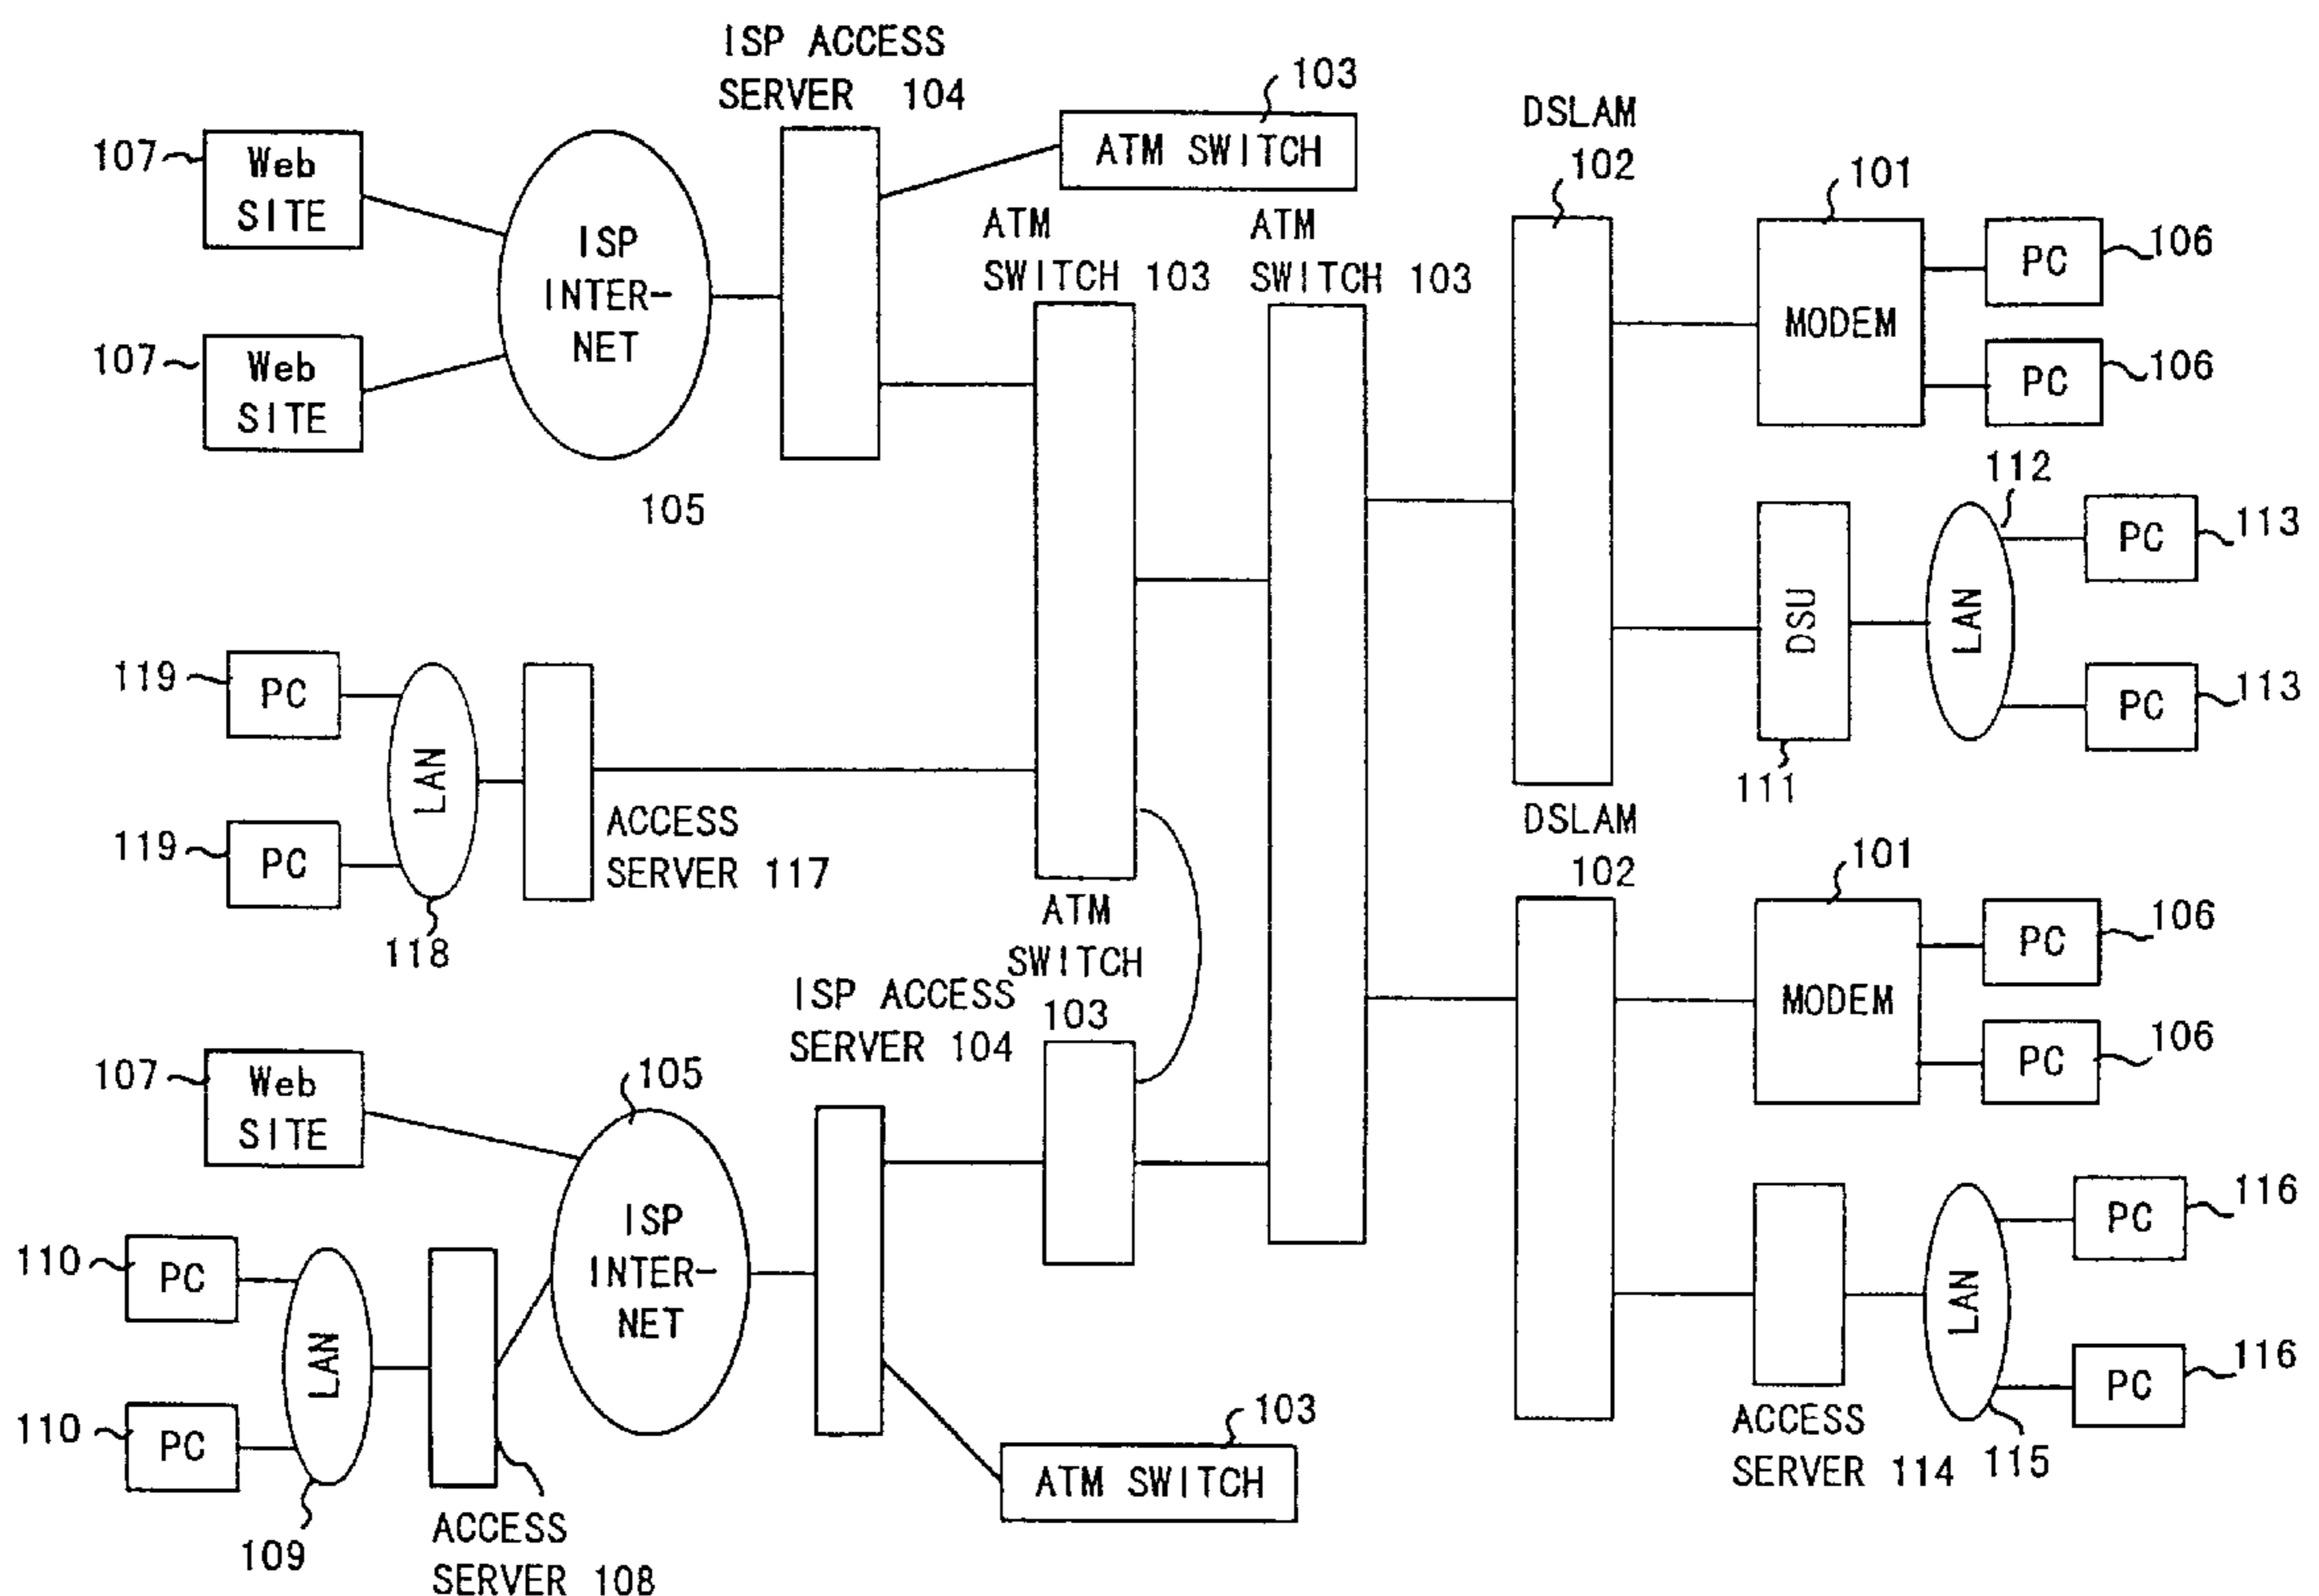 ISP ACCESS
SERVER 104
103
ATM SWITCH
DSLAM
102
101
107
Web
SITE
ISP
INTER-
NET
ATM
SWITCH 103
ATM
SWITCH 103
MODEM
PC
106
PC
106
107
Web
SITE
105
112
DSU
111
LAN
PC
113
PC
113
119
PC
119
PC
LAN
118
ACCESS
SERVER 117
ATM
SWITCH
103
DSLAM
102
101
MODEM
PC
106
PC
106
ISP ACCESS
SERVER 104
107
Web
SITE
105
ISP
INTER-
NET
110
PC
110
PC
LAN
109
ACCESS
SERVER 108
103
ATM SWITCH
ACCESS
SERVER 114
LAN
115
PC
116
PC
116